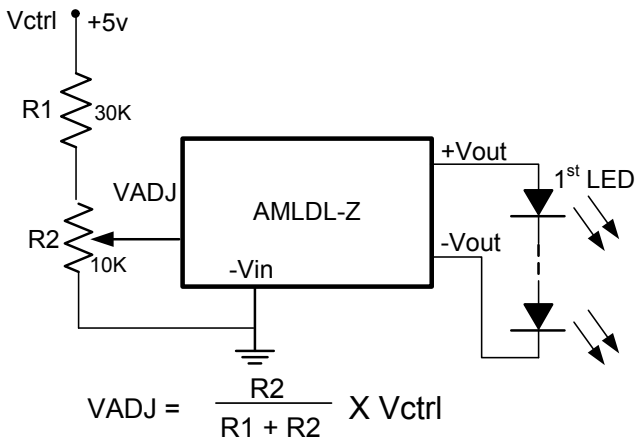 Vctrl +5v
R1 30K
VADJ
R2 10K
AMLDL-Z
-Vin
+Vout
1st LED
-Vout
VADJ = R2 / R1 + R2 X Vctrl